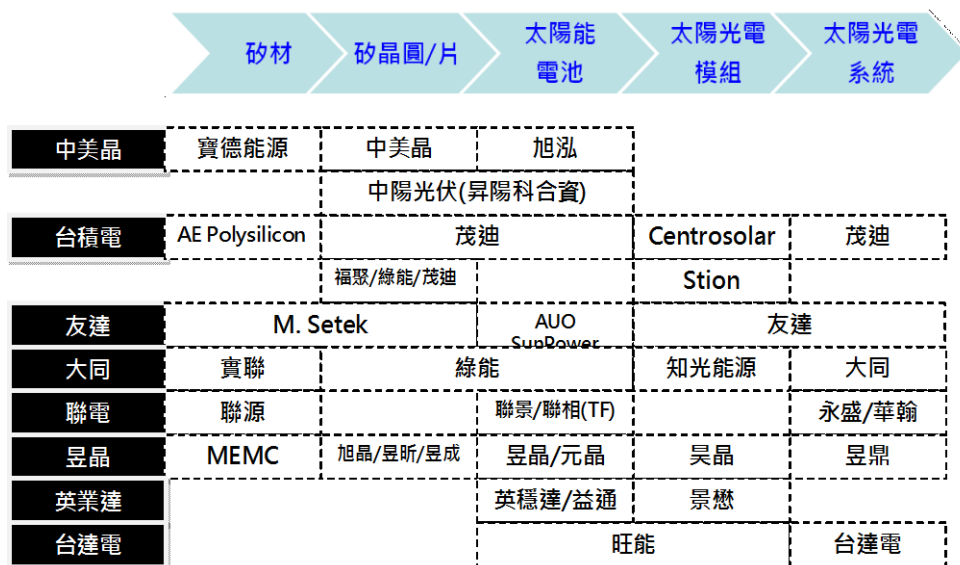 矽材
矽晶圓/片
太陽能
電池
太陽光電
模組
太陽光電
系統
中美晶
寶德能源
中美晶
旭泓
中陽光伏(昇陽科合資)
台積電
AE Polysilicon
茂迪
Centrosolar
茂迪
福聚/綠能/茂迪
Stion
友達
M. Setek
AUO
SunPower
友達
大同
實聯
綠能
知光能源
大同
聯電
聯源
聯景/聯相(TF)
永盛/華翰
昱晶
MEMC
旭晶/昱昕/昱成
昱晶/元晶
昊晶
昱鼎
英業達
英穩達/益通
景懋
台達電
旺能
台達電